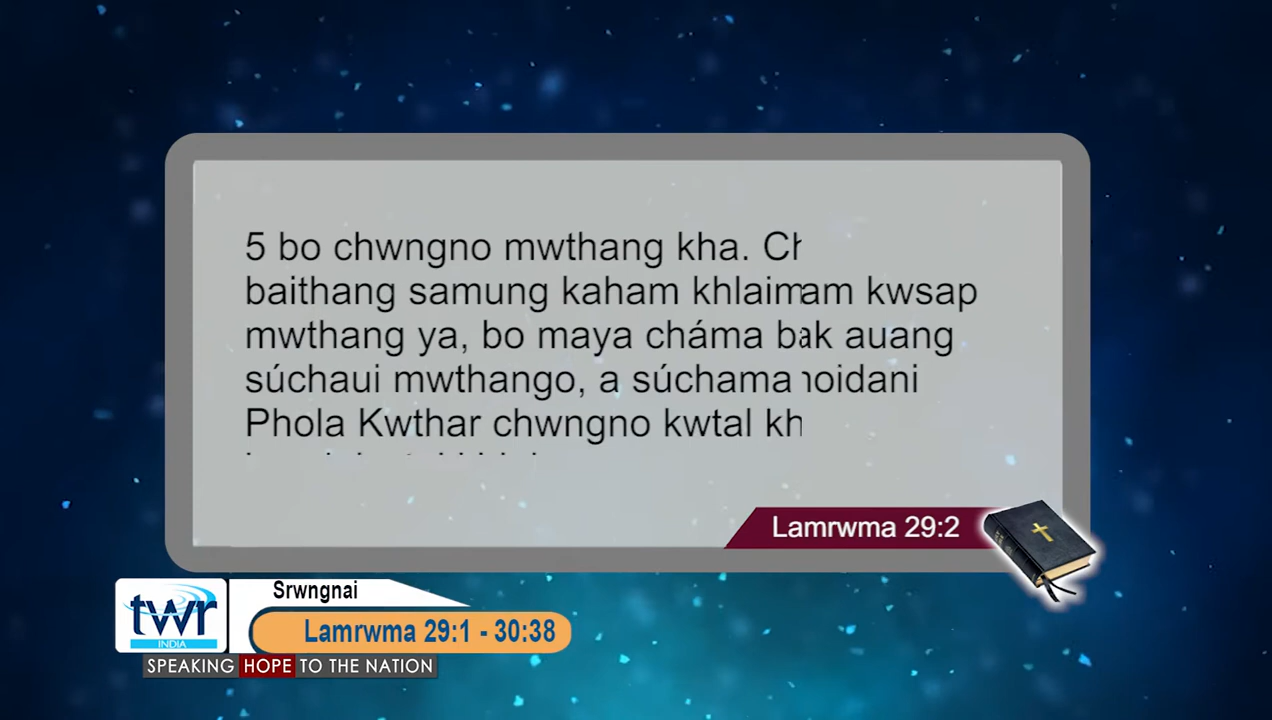 5 bo chwngno mwthang kha.
baithang samung kaham kwsap
mwthang ya, bo maya cháma auang
súchaui mwthango, a súchama
Phola Kwthar chwngno kwtal
Lamrwma 29:2
Srwngnai
twr
INDIA
Lamrwma 29:1 - 30:38
SPEAKING HOPE TO THE NATION